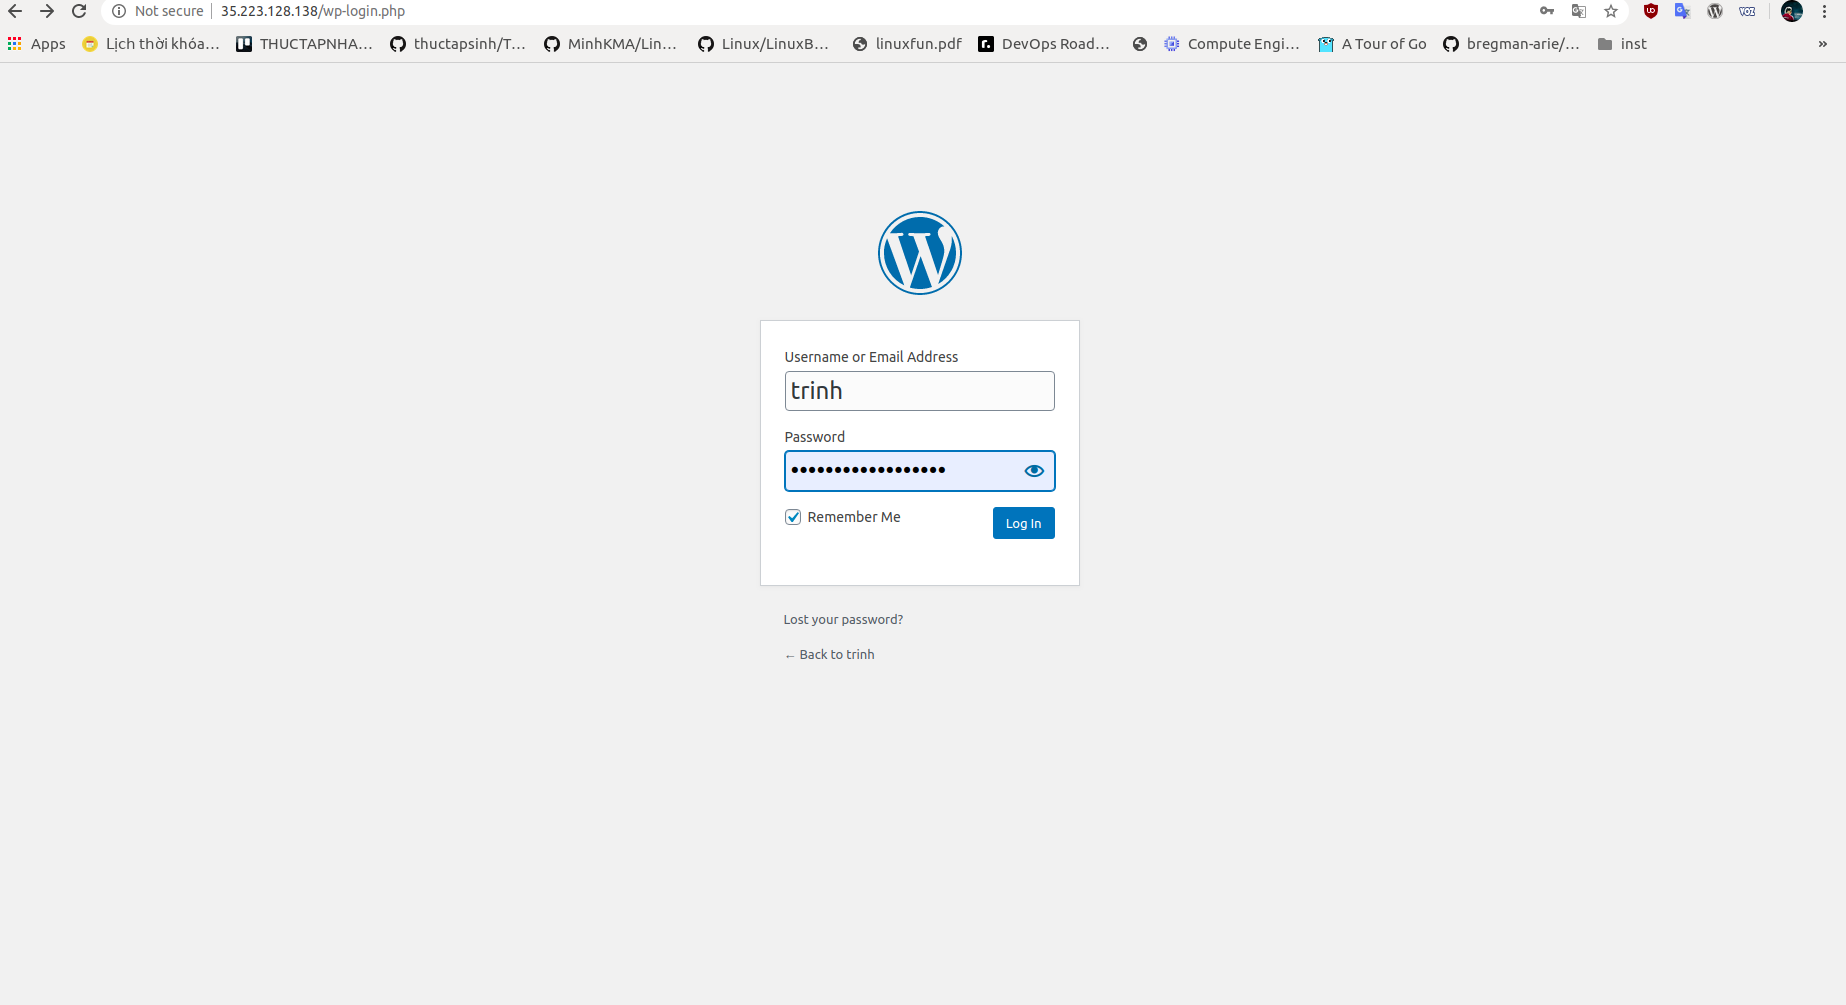 Not secure 35.223.128.138/wp-login.php
Apps Lịch thời khóa... THUCTAPNHA... thuctapsinh/T... MinhKMA/Lin... Linux/LinuxB... linuxfun.pdf DevOps Road... Compute Engi... A Tour of Go bregman-arie/... inst »
Username or Email Address
trinh
Password
••••••••••••••••••
Remember Me Log In
Lost your password?
← Back to trinh